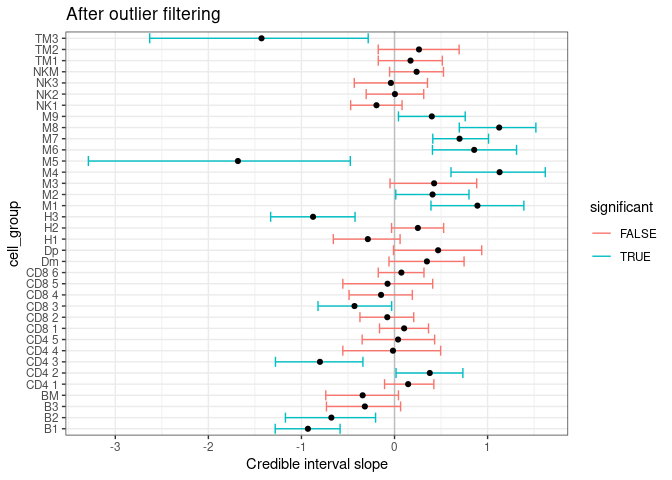 After outlier filtering
cell_group
TM3
TM2
TM1
NKM
NK3
NK2
NK1
M9
M8
M7
M6
M5
M4
M3
M2
M1
H3
H2
H1
Dp
Dm
CD8 6
CD8 5
CD8 4
CD8 3
CD8 2
CD8 1
CD4 5
CD4 4
CD4 3
CD4 2
CD4 1
BM
B3
B2
B1
-3 -2 -1 0 1
Credible interval slope
significant
FALSE
TRUE